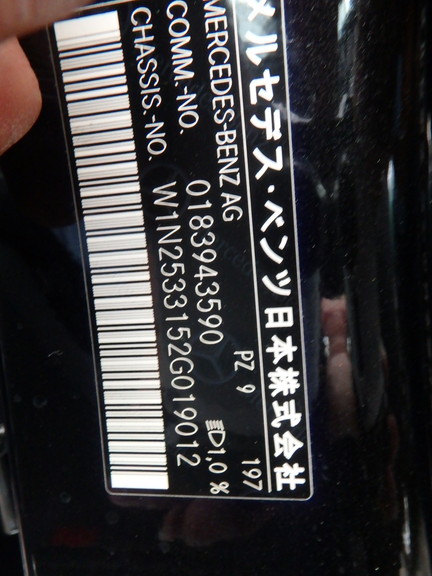 メルセデス・ベンツ日本株式会社
MERCEDES-BENZ AG 197
COMM.-NO. 0183943590 PZ 9
CHASSIS.-NO. W1N2533152G019012 1,0 %